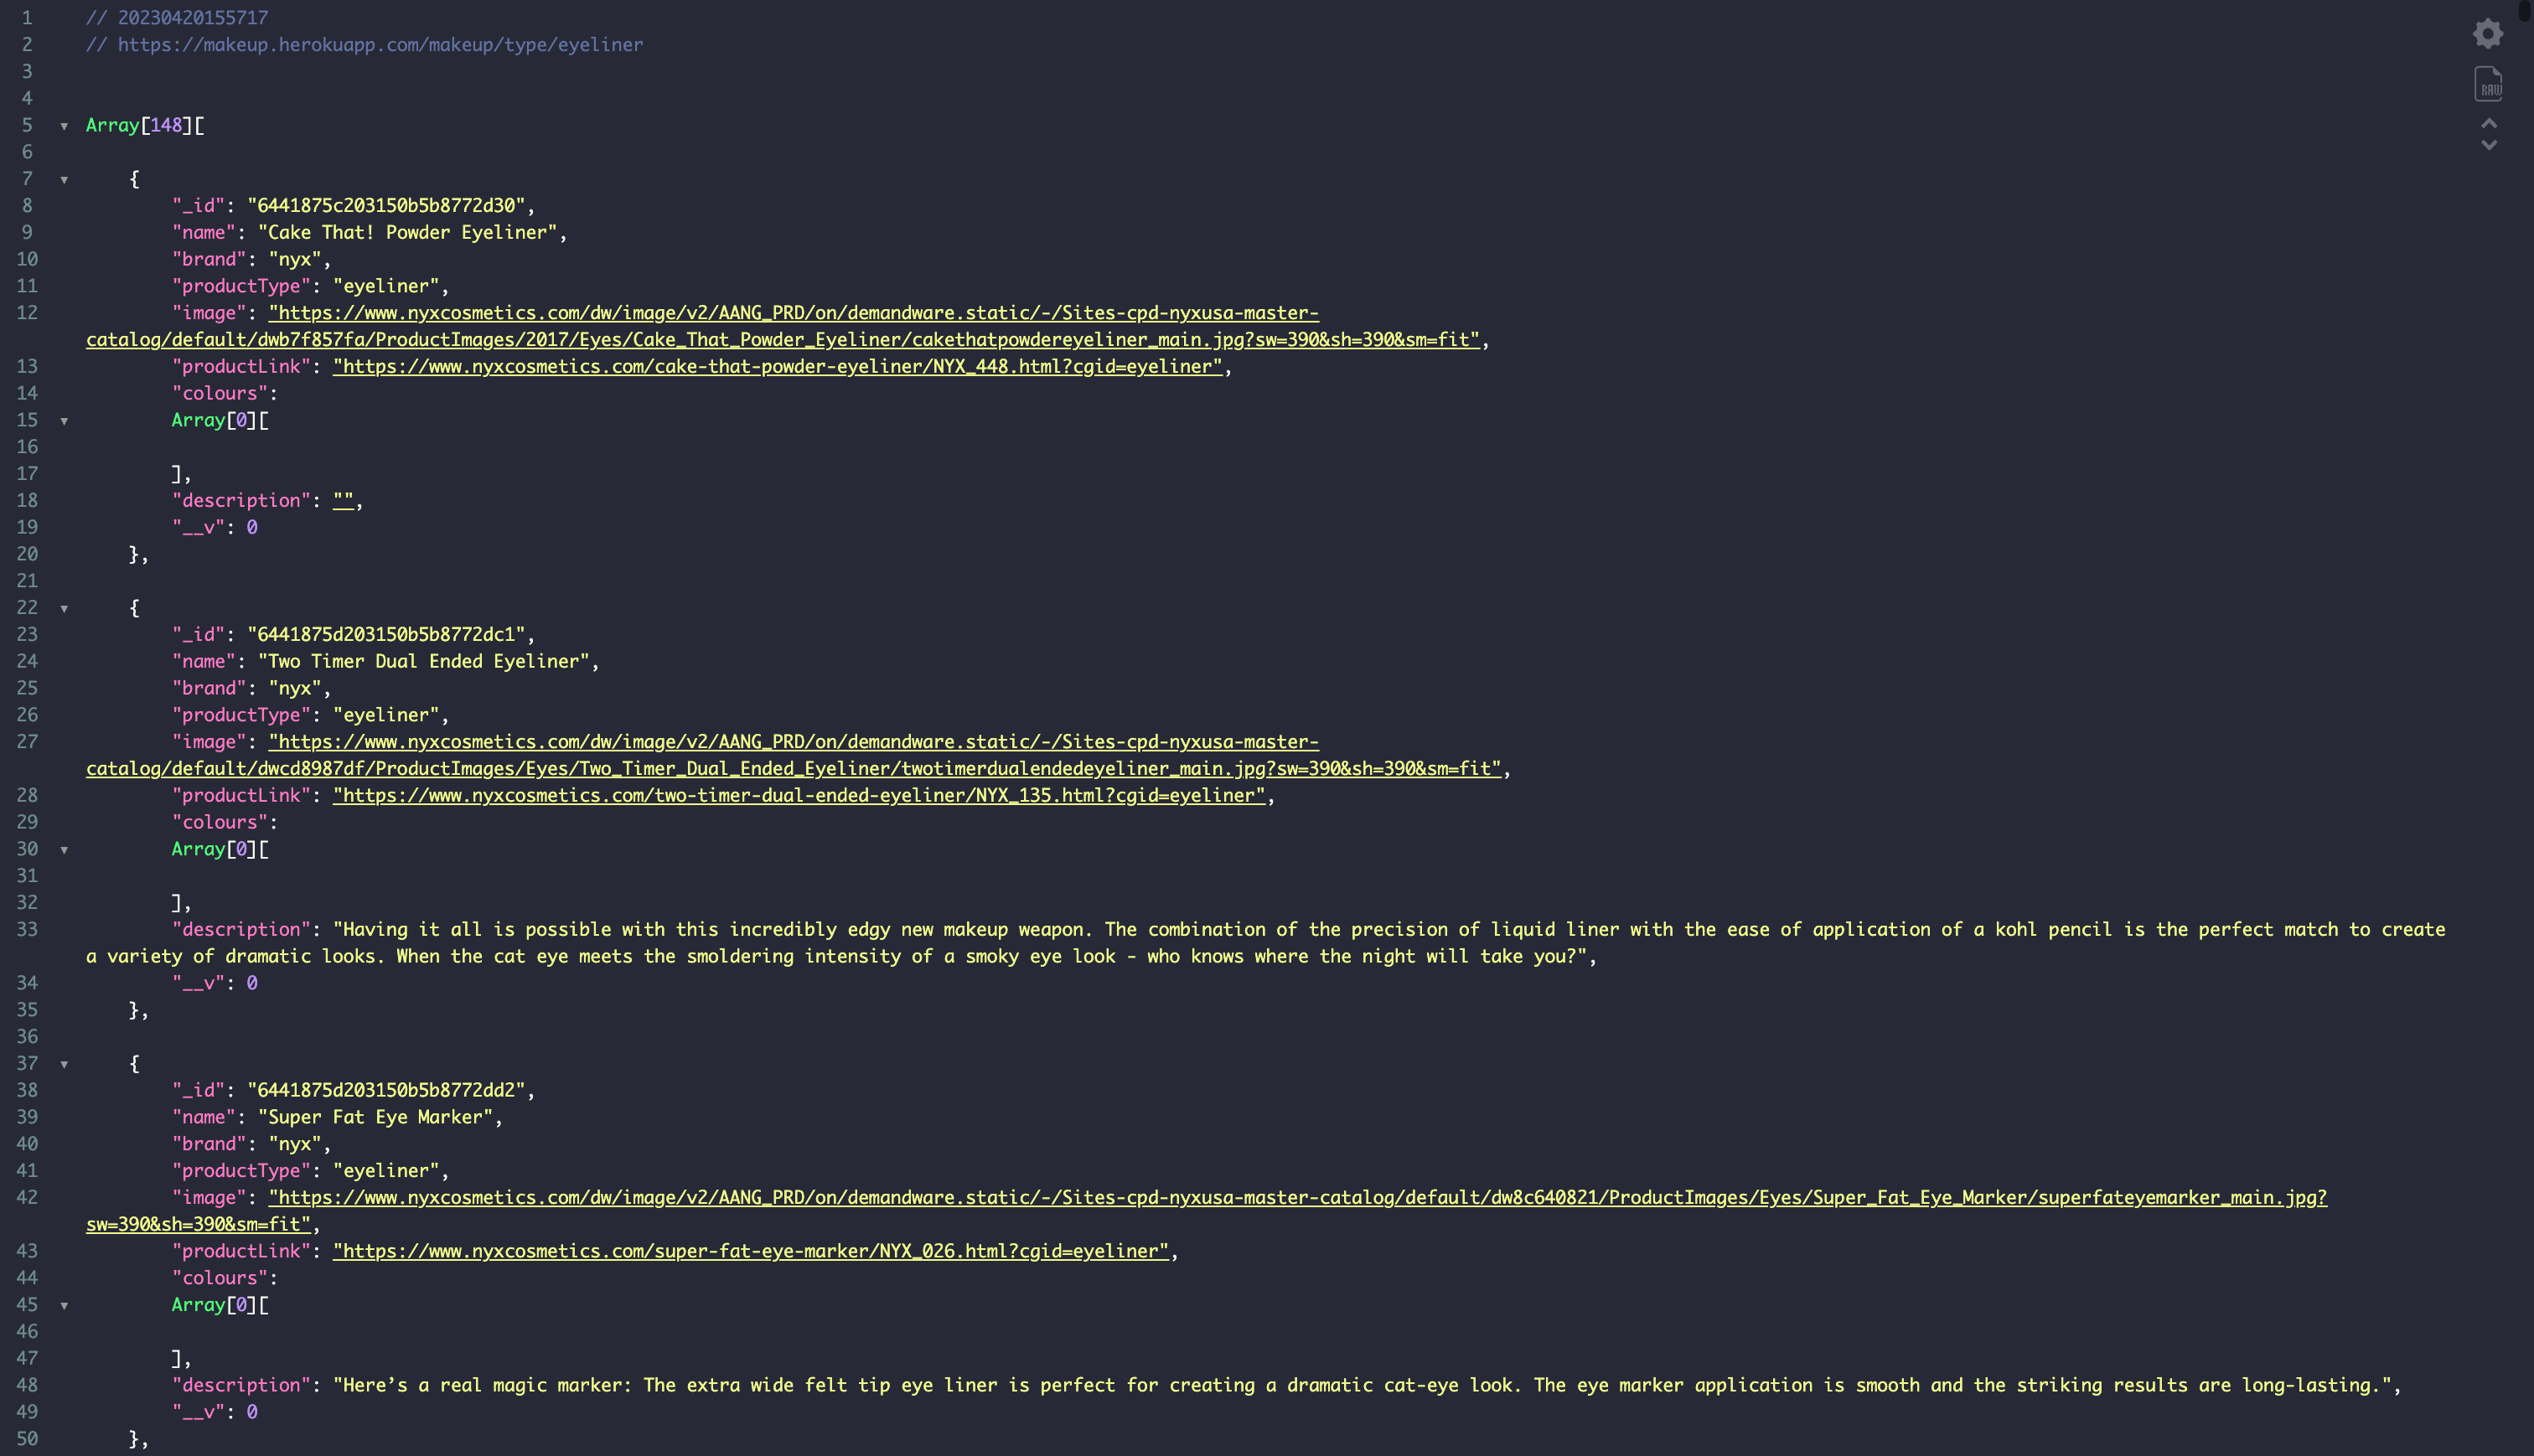 1 // 20230420155717
2 // https://makeup.herokuapp.com/makeup/type/eyeliner
3
4
5 ▼ Array[148][
6
7 ▼ {
8 "_id": "6441875c203150b5b8772d30",
9 "name": "Cake That! Powder Eyeliner",
10 "brand": "nyx",
11 "productType": "eyeliner",
12 "image": "https://www.nyxcosmetics.com/dw/image/v2/AANG_PRD/on/demandware.static/-/Sites-cpd-nyxusa-master-
catalog/default/dwb7f857fa/ProductImages/2017/Eyes/Cake_That_Powder_Eyeliner/cakethatpowdereyeliner_main.jpg?sw=390&sh=390&sm=fit",
13 "productLink": "https://www.nyxcosmetics.com/cake-that-powder-eyeliner/NYX_448.html?cgid=eyeliner",
14 "colours":
15 ▼ Array[0][
16
17 ],
18 "description": "",
19 "__v": 0
20 },
21
22 ▼ {
23 "_id": "6441875d203150b5b8772dc1",
24 "name": "Two Timer Dual Ended Eyeliner",
25 "brand": "nyx",
26 "productType": "eyeliner",
27 "image": "https://www.nyxcosmetics.com/dw/image/v2/AANG_PRD/on/demandware.static/-/Sites-cpd-nyxusa-master-
catalog/default/dwcd8987df/ProductImages/Eyes/Two_Timer_Dual_Ended_Eyeliner/twotimerdualendedeyeliner_main.jpg?sw=390&sh=390&sm=fit",
28 "productLink": "https://www.nyxcosmetics.com/two-timer-dual-ended-eyeliner/NYX_135.html?cgid=eyeliner",
29 "colours":
30 ▼ Array[0][
31
32 ],
33 "description": "Having it all is possible with this incredibly edgy new makeup weapon. The combination of the precision of liquid liner with the ease of application of a kohl pencil is the perfect match to create
a variety of dramatic looks. When the cat eye meets the smoldering intensity of a smoky eye look - who knows where the night will take you?",
34 "__v": 0
35 },
36
37 ▼ {
38 "_id": "6441875d203150b5b8772dd2",
39 "name": "Super Fat Eye Marker",
40 "brand": "nyx",
41 "productType": "eyeliner",
42 "image": "https://www.nyxcosmetics.com/dw/image/v2/AANG_PRD/on/demandware.static/-/Sites-cpd-nyxusa-master-catalog/default/dw8c640821/ProductImages/Eyes/Super_Fat_Eye_Marker/superfateyemarker_main.jpg?
sw=390&sh=390&sm=fit",
43 "productLink": "https://www.nyxcosmetics.com/super-fat-eye-marker/NYX_026.html?cgid=eyeliner",
44 "colours":
45 ▼ Array[0][
46
47 ],
48 "description": "Here’s a real magic marker: The extra wide felt tip eye liner is perfect for creating a dramatic cat-eye look. The eye marker application is smooth and the striking results are long-lasting.",
49 "__v": 0
50 },
RAW